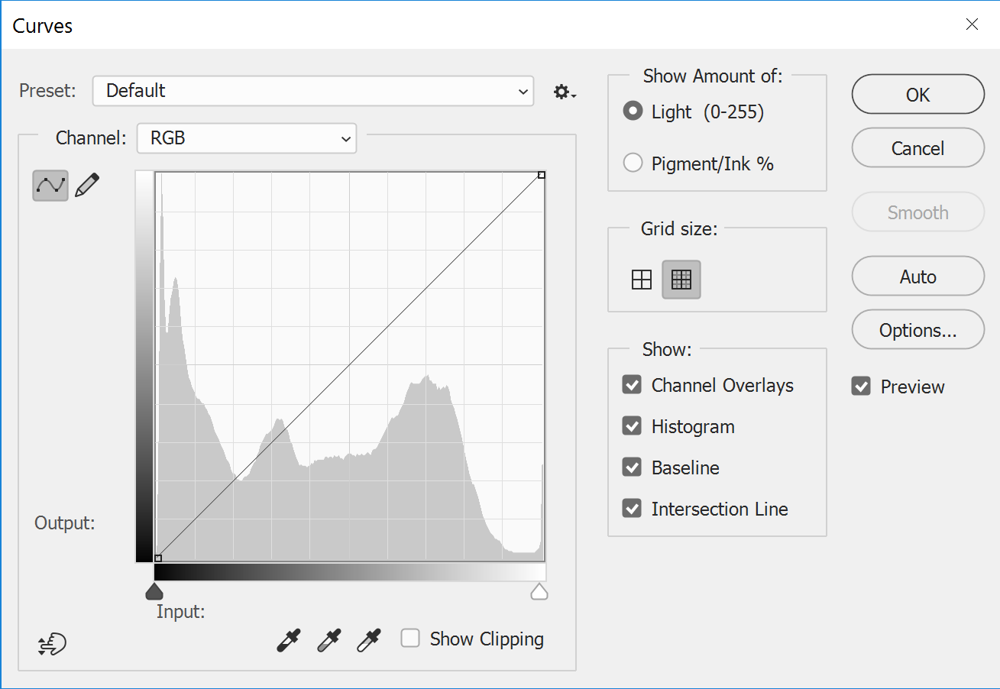 Curves
Preset: Default
Channel: RGB
Output:
Input:
Show Clipping
Show Amount of:
Light (0-255)
Pigment/Ink %
Grid size:
Show:
Channel Overlays
Histogram
Baseline
Intersection Line
OK
Cancel
Smooth
Auto
Options...
Preview